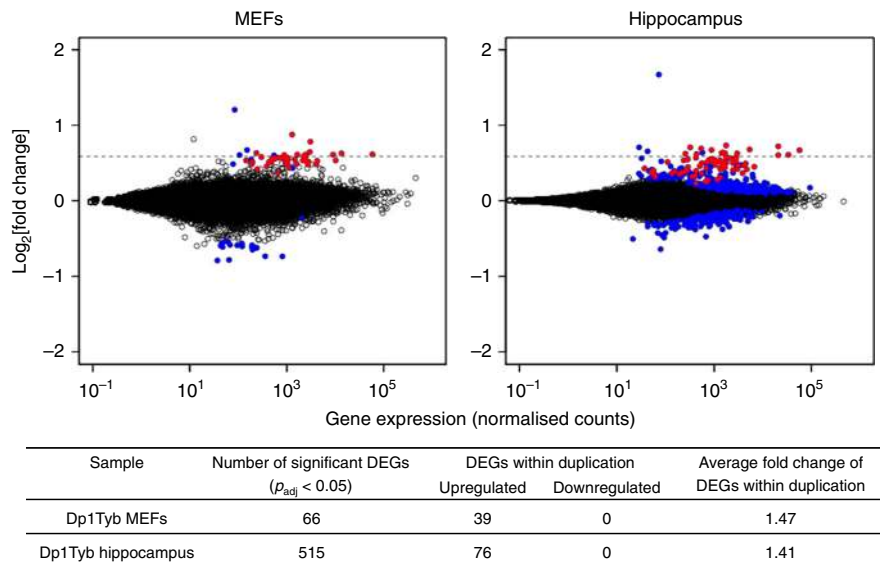 MEFs
Hippocampus
Log2[fold change]
2
1
0
−1
−2
2
1
0
−1
−2
10−1 101 103 105
10−1 101 103 105
Gene expression (normalised counts)
Sample Number of significant DEGs DEGs within duplication Average fold change of
(padj < 0.05) Upregulated Downregulated DEGs within duplication
Dp1Tyb MEFs 66 39 0 1.47
Dp1Tyb hippocampus 515 76 0 1.41